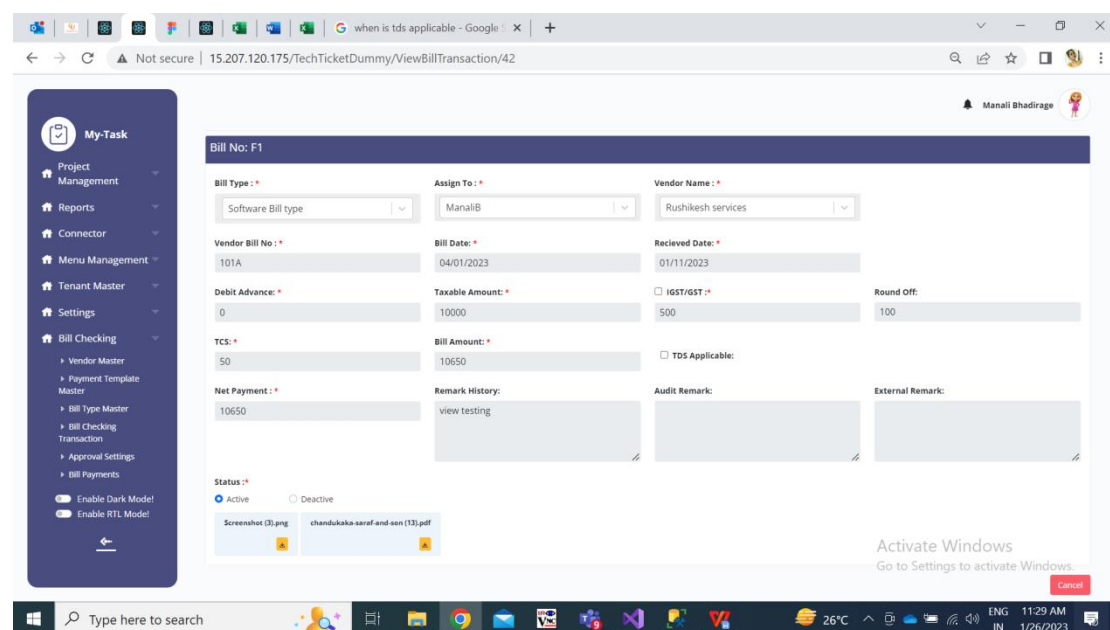 when is tds applicable - Google S
Not secure | 15.207.120.175/TechTicketDummy/ViewBillTransaction/42
Manali Bhadirage
My-Task
Project
Management
Reports
Connector
Menu Management
Tenant Master
Settings
Bill Checking
Vendor Master
Payment Template
Master
Bill Type Master
Bill Checking
Transaction
Approval Settings
Bill Payments
Enable Dark Mode!
Enable RTL Mode!
Bill No: F1
Bill Type : * Assign To : * Vendor Name : *
Software Bill type ManaliB Rushikesh services
Vendor Bill No : * Bill Date: * Recieved Date: *
101A 04/01/2023 01/11/2023
Debit Advance: * Taxable Amount: * IGST/GST :* Round Off:
0 10000 500 100
TCS: * Bill Amount: *
50 10650 TDS Applicable:
Net Payment : * Remark History: Audit Remark: External Remark:
10650 view testing
Status :*
Active Deactive
Screenshot (3).png chandukaka-saraf-and-son (13).pdf
Activate Windows
Go to Settings to activate Windows.
Cancel
Type here to search 26°C ENG 11:29 AM
IN 1/26/2023